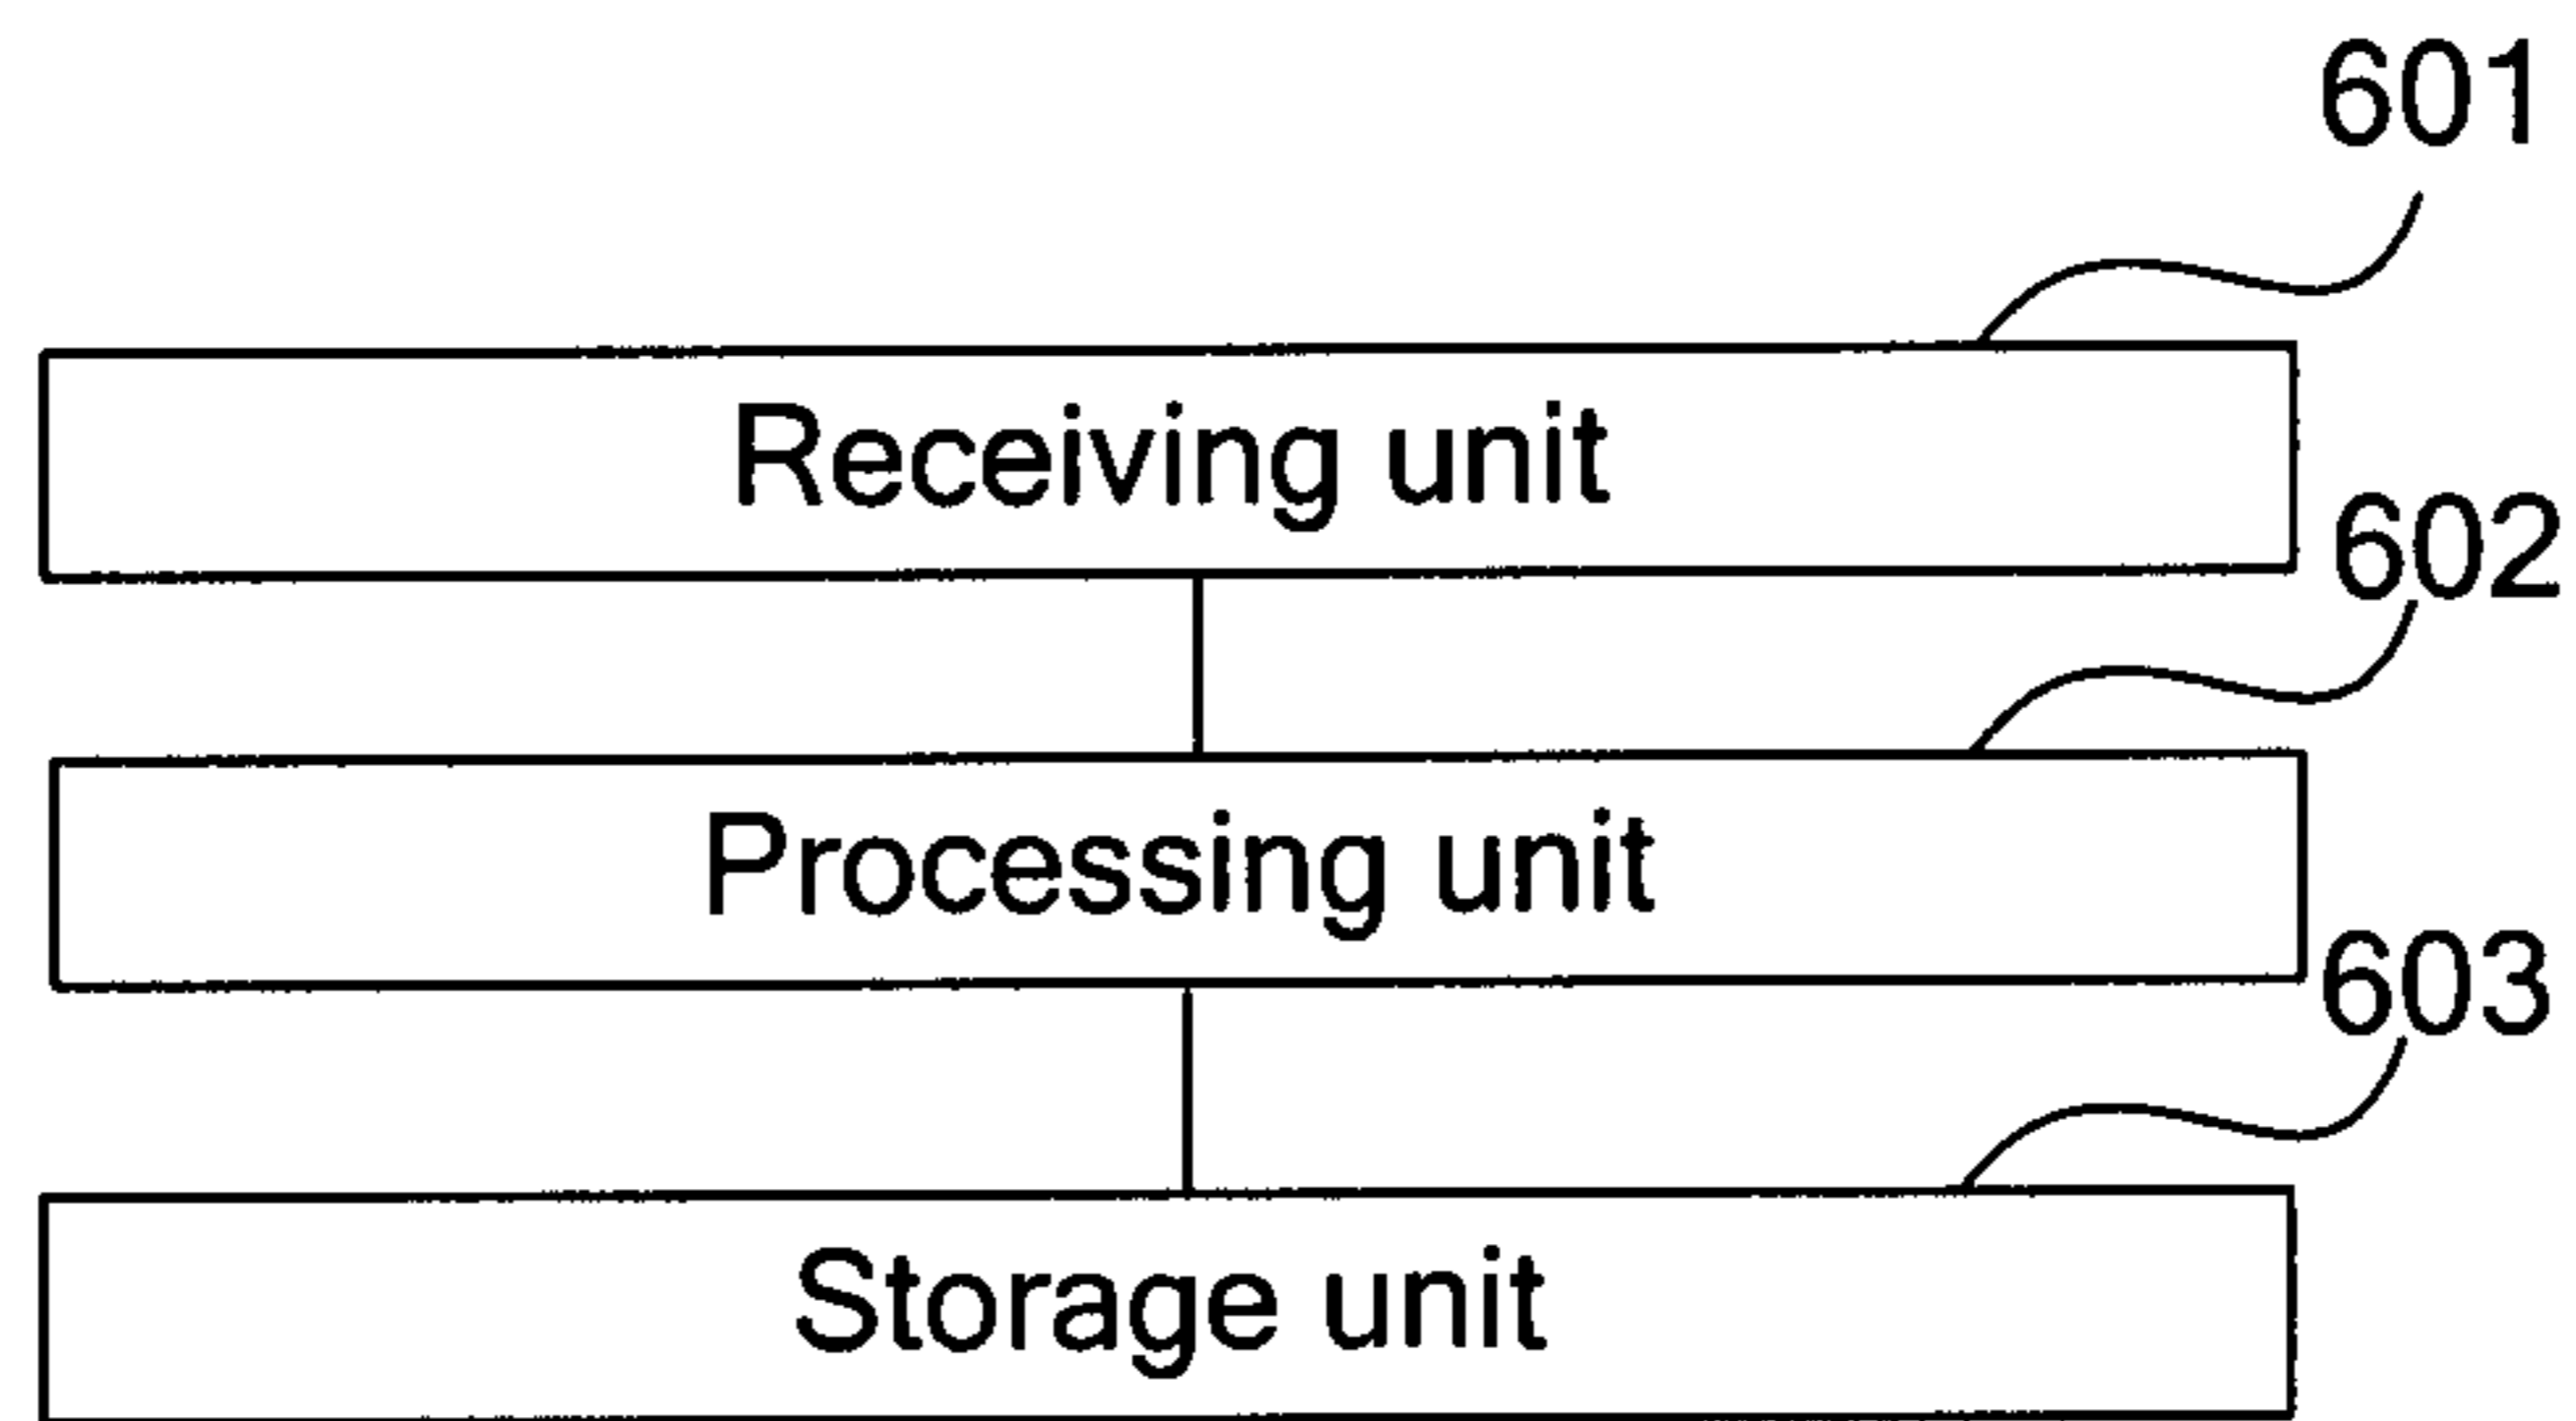 601
Receiving unit
602
Processing unit
603
Storage unit